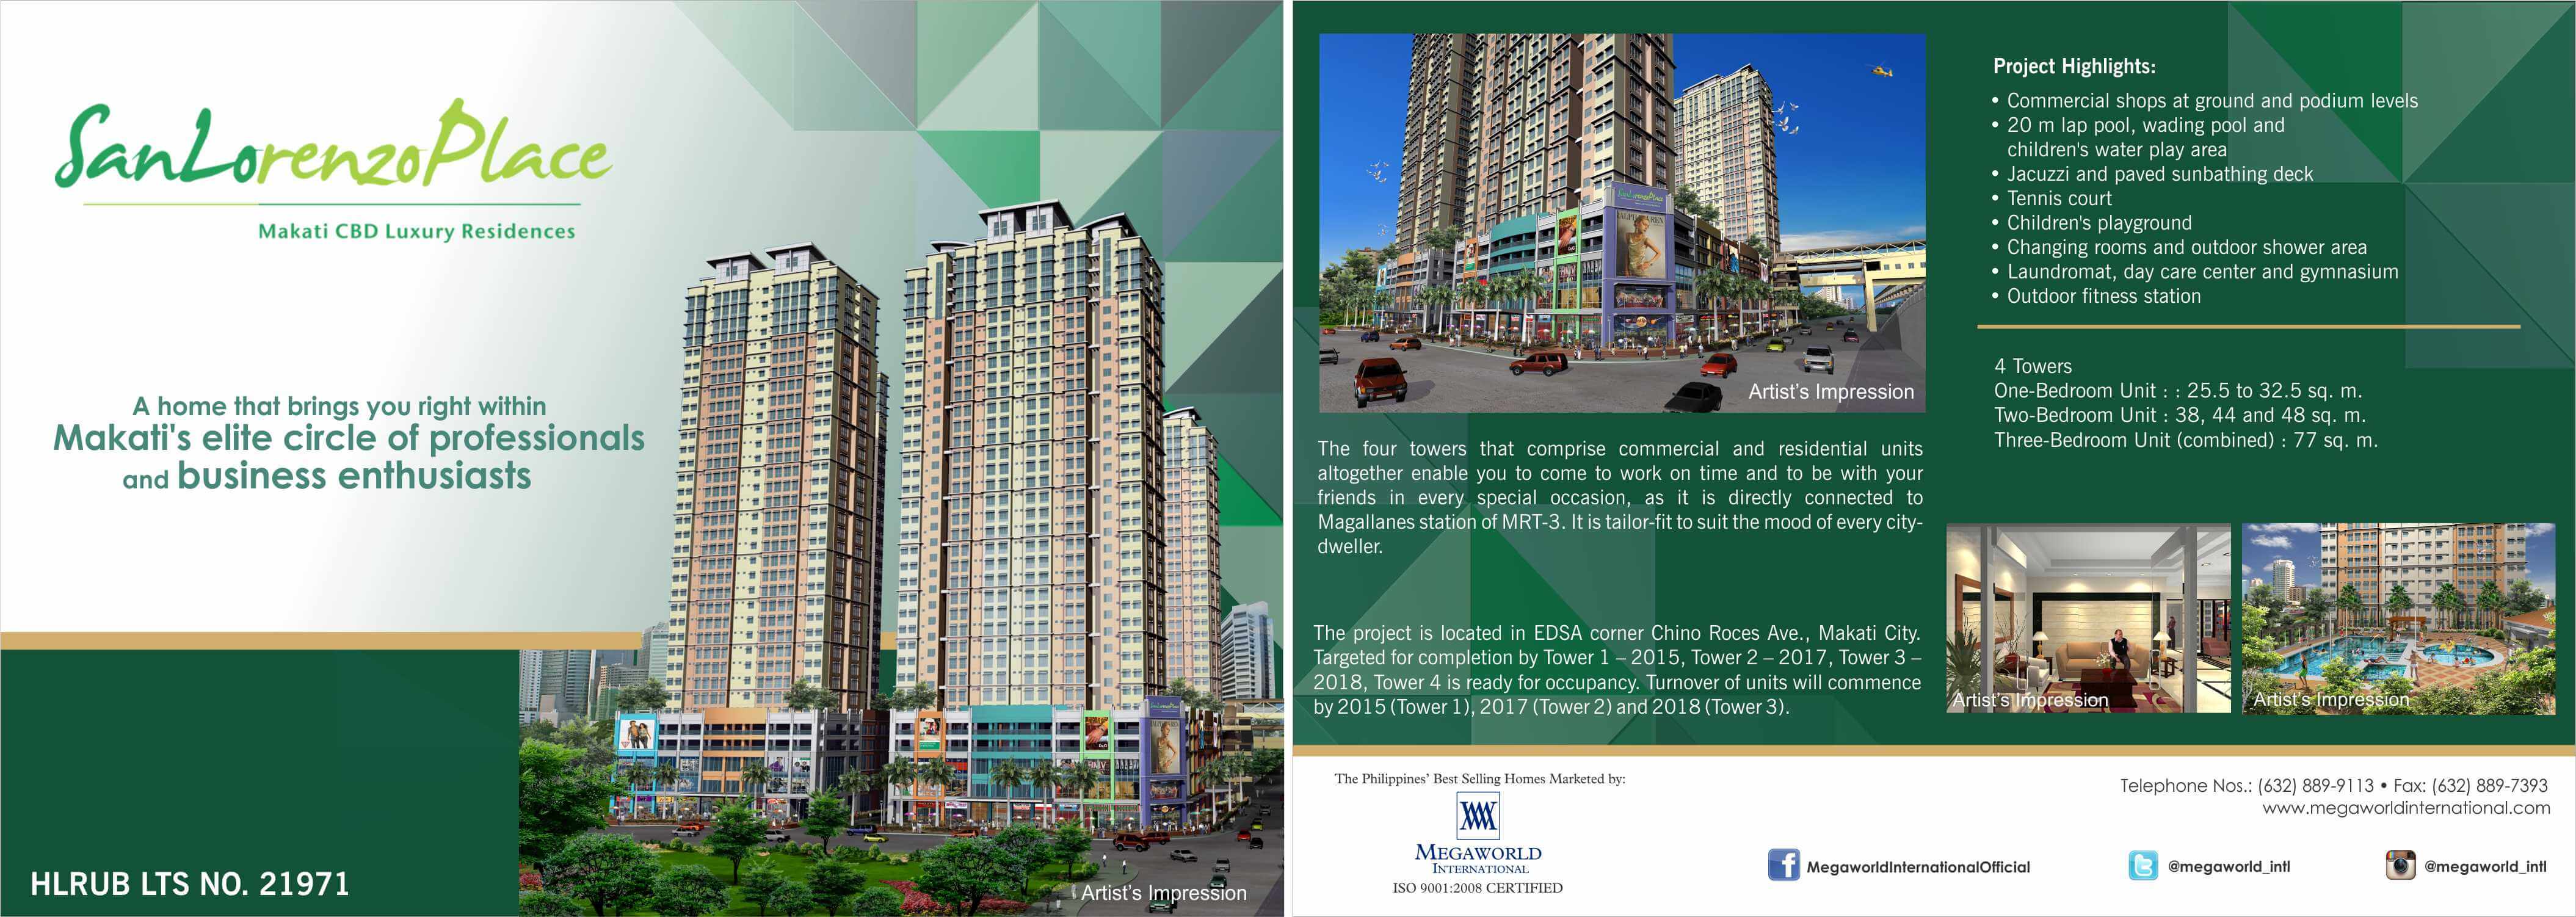 SanLorenzoPlace
Makati CBD Luxury Residences
A home that brings you right within
Makati's elite circle of professionals
and business enthusiasts
HLRUB LTS NO. 21971
Artist's Impression
SanLorenzoPlace
Artist's Impression
The four towers that comprise commercial and residential units
altogether enable you to come to work on time and to be with your
friends in every special occasion, as it is directly connected to
Magallanes station of MRT-3. It is tailor-fit to suit the mood of every city-
dweller.
The project is located in EDSA corner Chino Roces Ave., Makati City.
Targeted for completion by Tower 1 – 2015, Tower 2 – 2017, Tower 3 –
2018, Tower 4 is ready for occupancy. Turnover of units will commence
by 2015 (Tower 1), 2017 (Tower 2) and 2018 (Tower 3).
Project Highlights:
• Commercial shops at ground and podium levels
• 20 m lap pool, wading pool and
children's water play area
• Jacuzzi and paved sunbathing deck
• Tennis court
• Children's playground
• Changing rooms and outdoor shower area
• Laundromat, day care center and gymnasium
• Outdoor fitness station
4 Towers
One-Bedroom Unit : : 25.5 to 32.5 sq. m.
Two-Bedroom Unit : 38, 44 and 48 sq. m.
Three-Bedroom Unit (combined) : 77 sq. m.
Artist's Impression
Artist's Impression
The Philippines' Best Selling Homes Marketed by:
MEGAWORLD
INTERNATIONAL
ISO 9001:2008 CERTIFIED
Telephone Nos.: (632) 889-9113 • Fax: (632) 889-7393
www.megaworldinternational.com
MegaworldInternationalOfficial
@megaworld_intl
@megaworld_intl